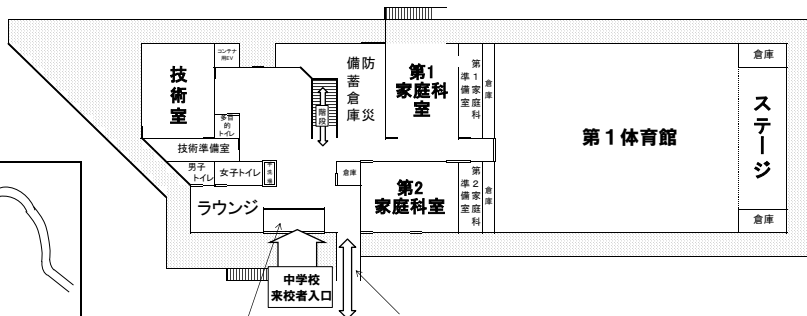 コンテナ
用EV
技術室
多目的
トイレ
技術準備室
男子
トイレ
女子トイレ
ラウンジ
階段
防災
備蓄倉庫
第1
家庭科
室
第1家庭科
準備室
倉庫
倉庫
第2
家庭科室
第2家庭科
準備室
倉庫
第1体育館
倉庫
ステージ
倉庫
中学校
来校者入口